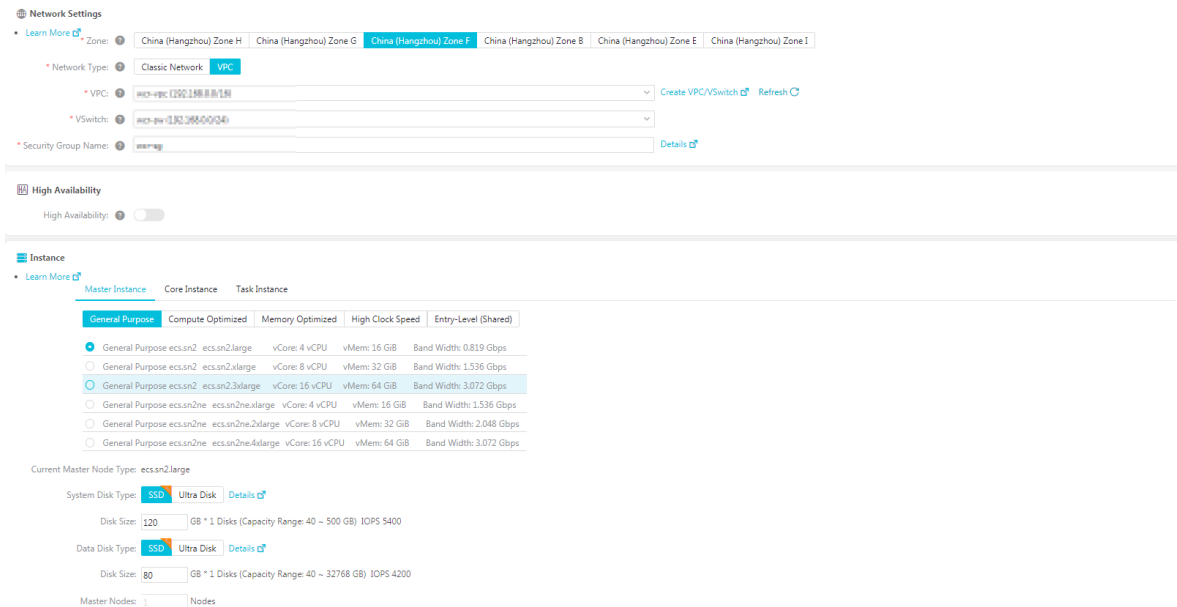 Network Settings
Learn More
* Zone: China (Hangzhou) Zone H China (Hangzhou) Zone G China (Hangzhou) Zone F China (Hangzhou) Zone B China (Hangzhou) Zone E China (Hangzhou) Zone I
* Network Type: Classic Network VPC
* VPC: Create VPC/VSwitch Refresh
* VSwitch:
* Security Group Name: Details
HA High Availability
High Availability:
Instance
Learn More
Master Instance Core Instance Task Instance
General Purpose Compute Optimized Memory Optimized High Clock Speed Entry-Level (Shared)
General Purpose ecs.sn2 ecs.sn2.large vCore: 4 vCPU vMem: 16 GiB Band Width: 0.819 Gbps
General Purpose ecs.sn2 ecs.sn2.xlarge vCore: 8 vCPU vMem: 32 GiB Band Width: 1.536 Gbps
General Purpose ecs.sn2 ecs.sn2.3xlarge vCore: 16 vCPU vMem: 64 GiB Band Width: 3.072 Gbps
General Purpose ecs.sn2ne ecs.sn2ne.xlarge vCore: 4 vCPU vMem: 16 GiB Band Width: 1.536 Gbps
General Purpose ecs.sn2ne ecs.sn2ne.2xlarge vCore: 8 vCPU vMem: 32 GiB Band Width: 2.048 Gbps
General Purpose ecs.sn2ne ecs.sn2ne.4xlarge vCore: 16 vCPU vMem: 64 GiB Band Width: 3.072 Gbps
Current Master Node Type: ecs.sn2.large
System Disk Type: SSD Ultra Disk Details
Disk Size: 120 GB * 1 Disks (Capacity Range: 40 ~ 500 GB) IOPS 5400
Data Disk Type: SSD Ultra Disk Details
Disk Size: 80 GB * 1 Disks (Capacity Range: 40 ~ 32768 GB) IOPS 4200
Master Nodes: 1 Nodes